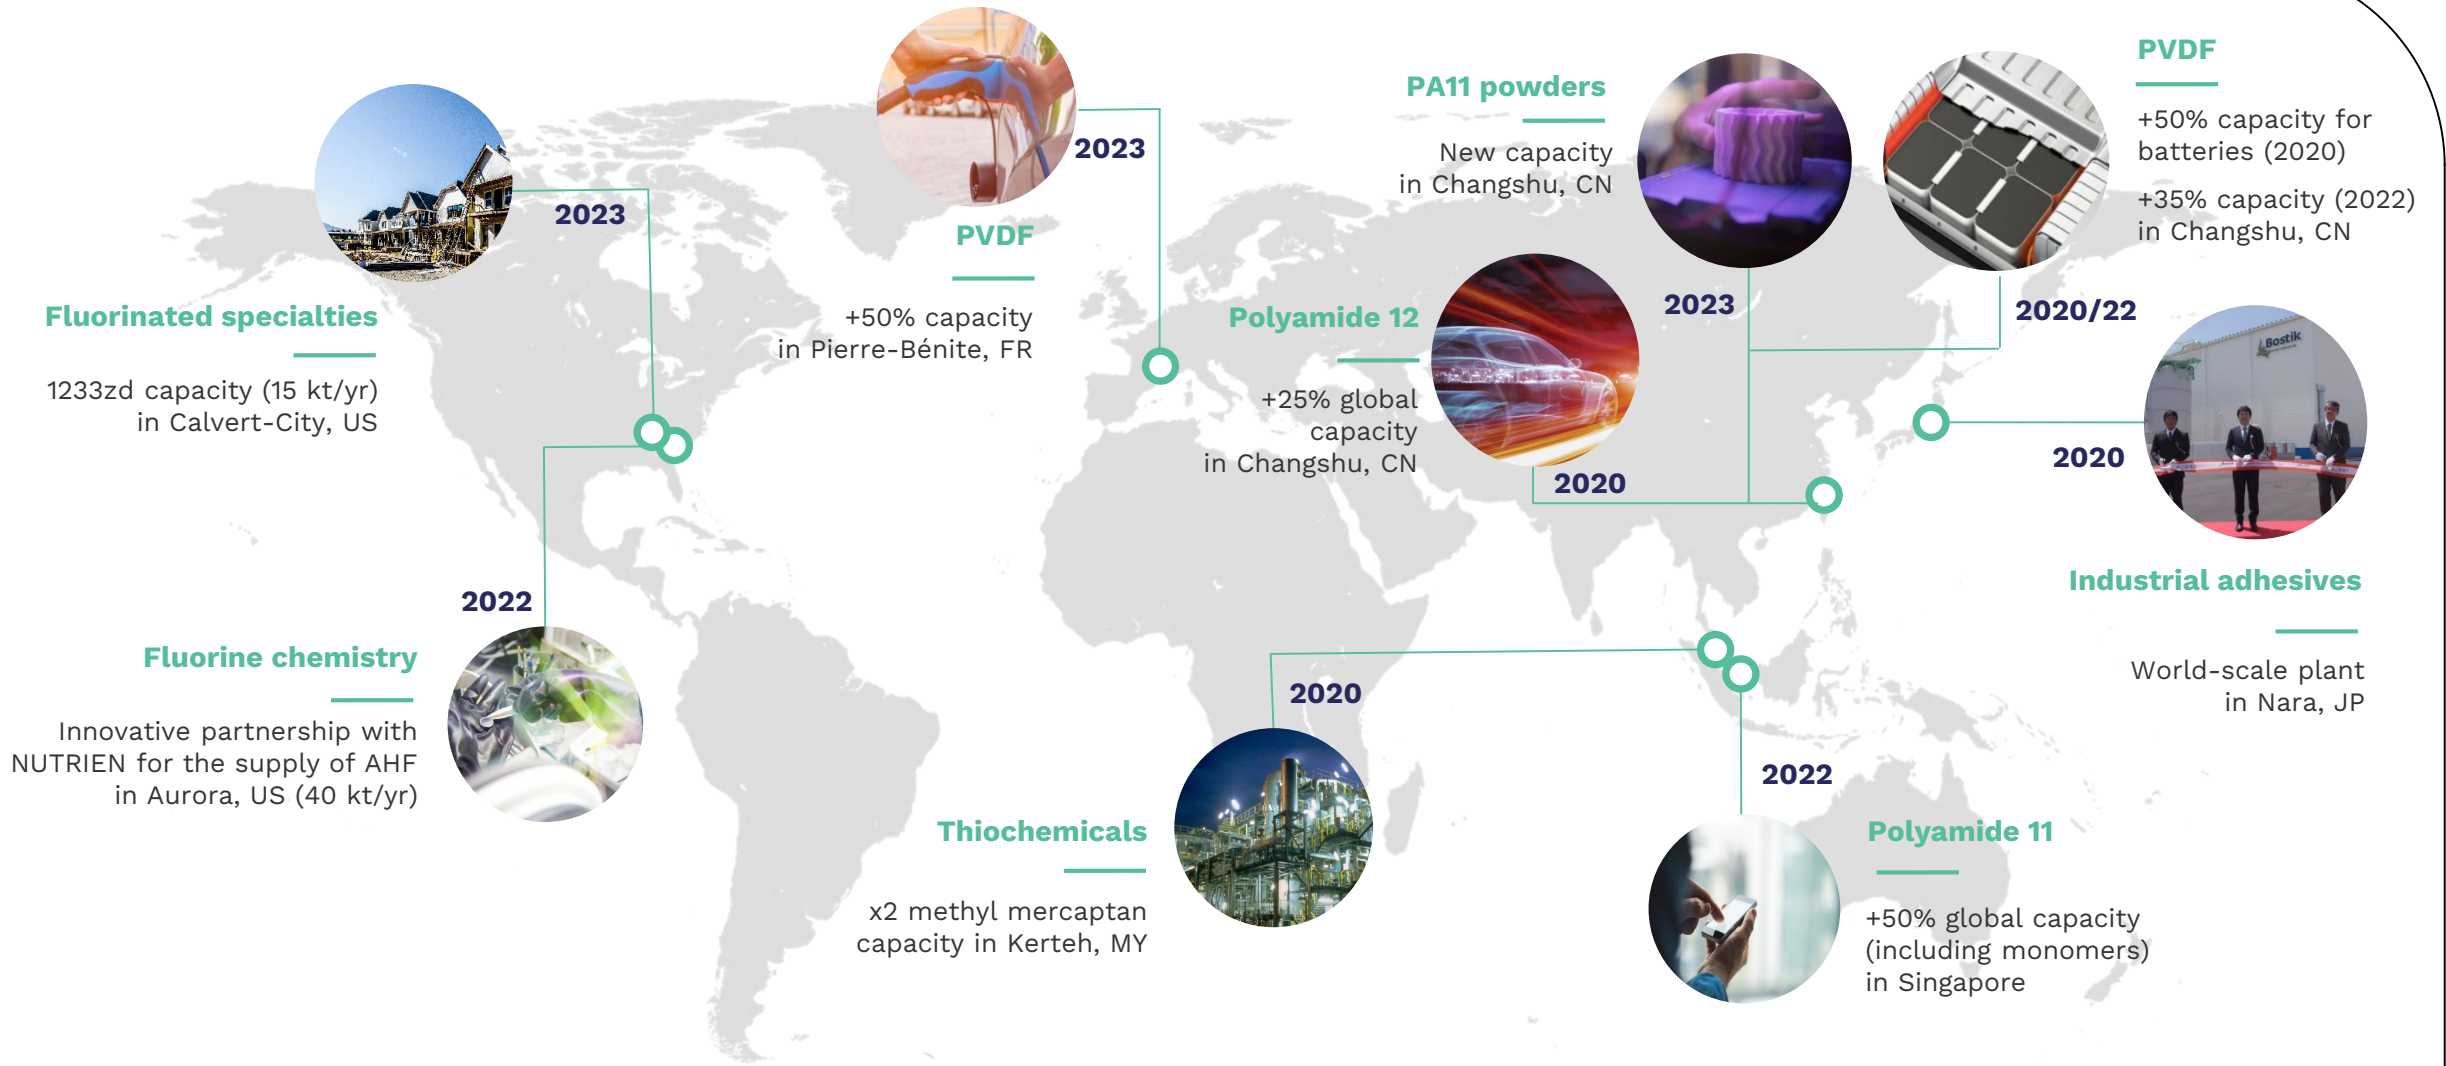 2023
Fluorinated specialties
1233zd capacity (15 kt/yr)
in Calvert-City, US
2022
Fluorine chemistry
Innovative partnership with
NUTRIEN for the supply of AHF
in Aurora, US (40 kt/yr)
2023
PVDF
+50% capacity
in Pierre-Bénite, FR
Polyamide 12
+25% global
capacity
in Changshu, CN
2020
PA11 powders
New capacity
in Changshu, CN
2023
PVDF
+50% capacity for
batteries (2020)
+35% capacity (2022)
in Changshu, CN
2020/22
Bostik
2020
Industrial adhesives
World-scale plant
in Nara, JP
2020
Thiochemicals
x2 methyl mercaptan
capacity in Kerteh, MY
2022
Polyamide 11
+50% global capacity
(including monomers)
in Singapore